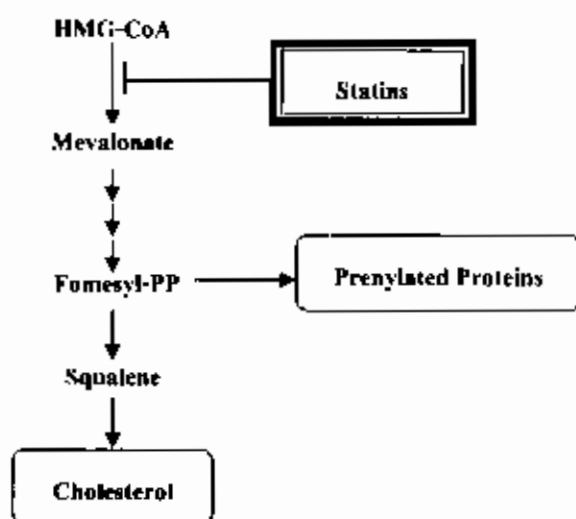 HMG-CoA
Statins
Mevalonate
Fomesyl-PP
Prenylated Proteins
Squalene
Cholesterol